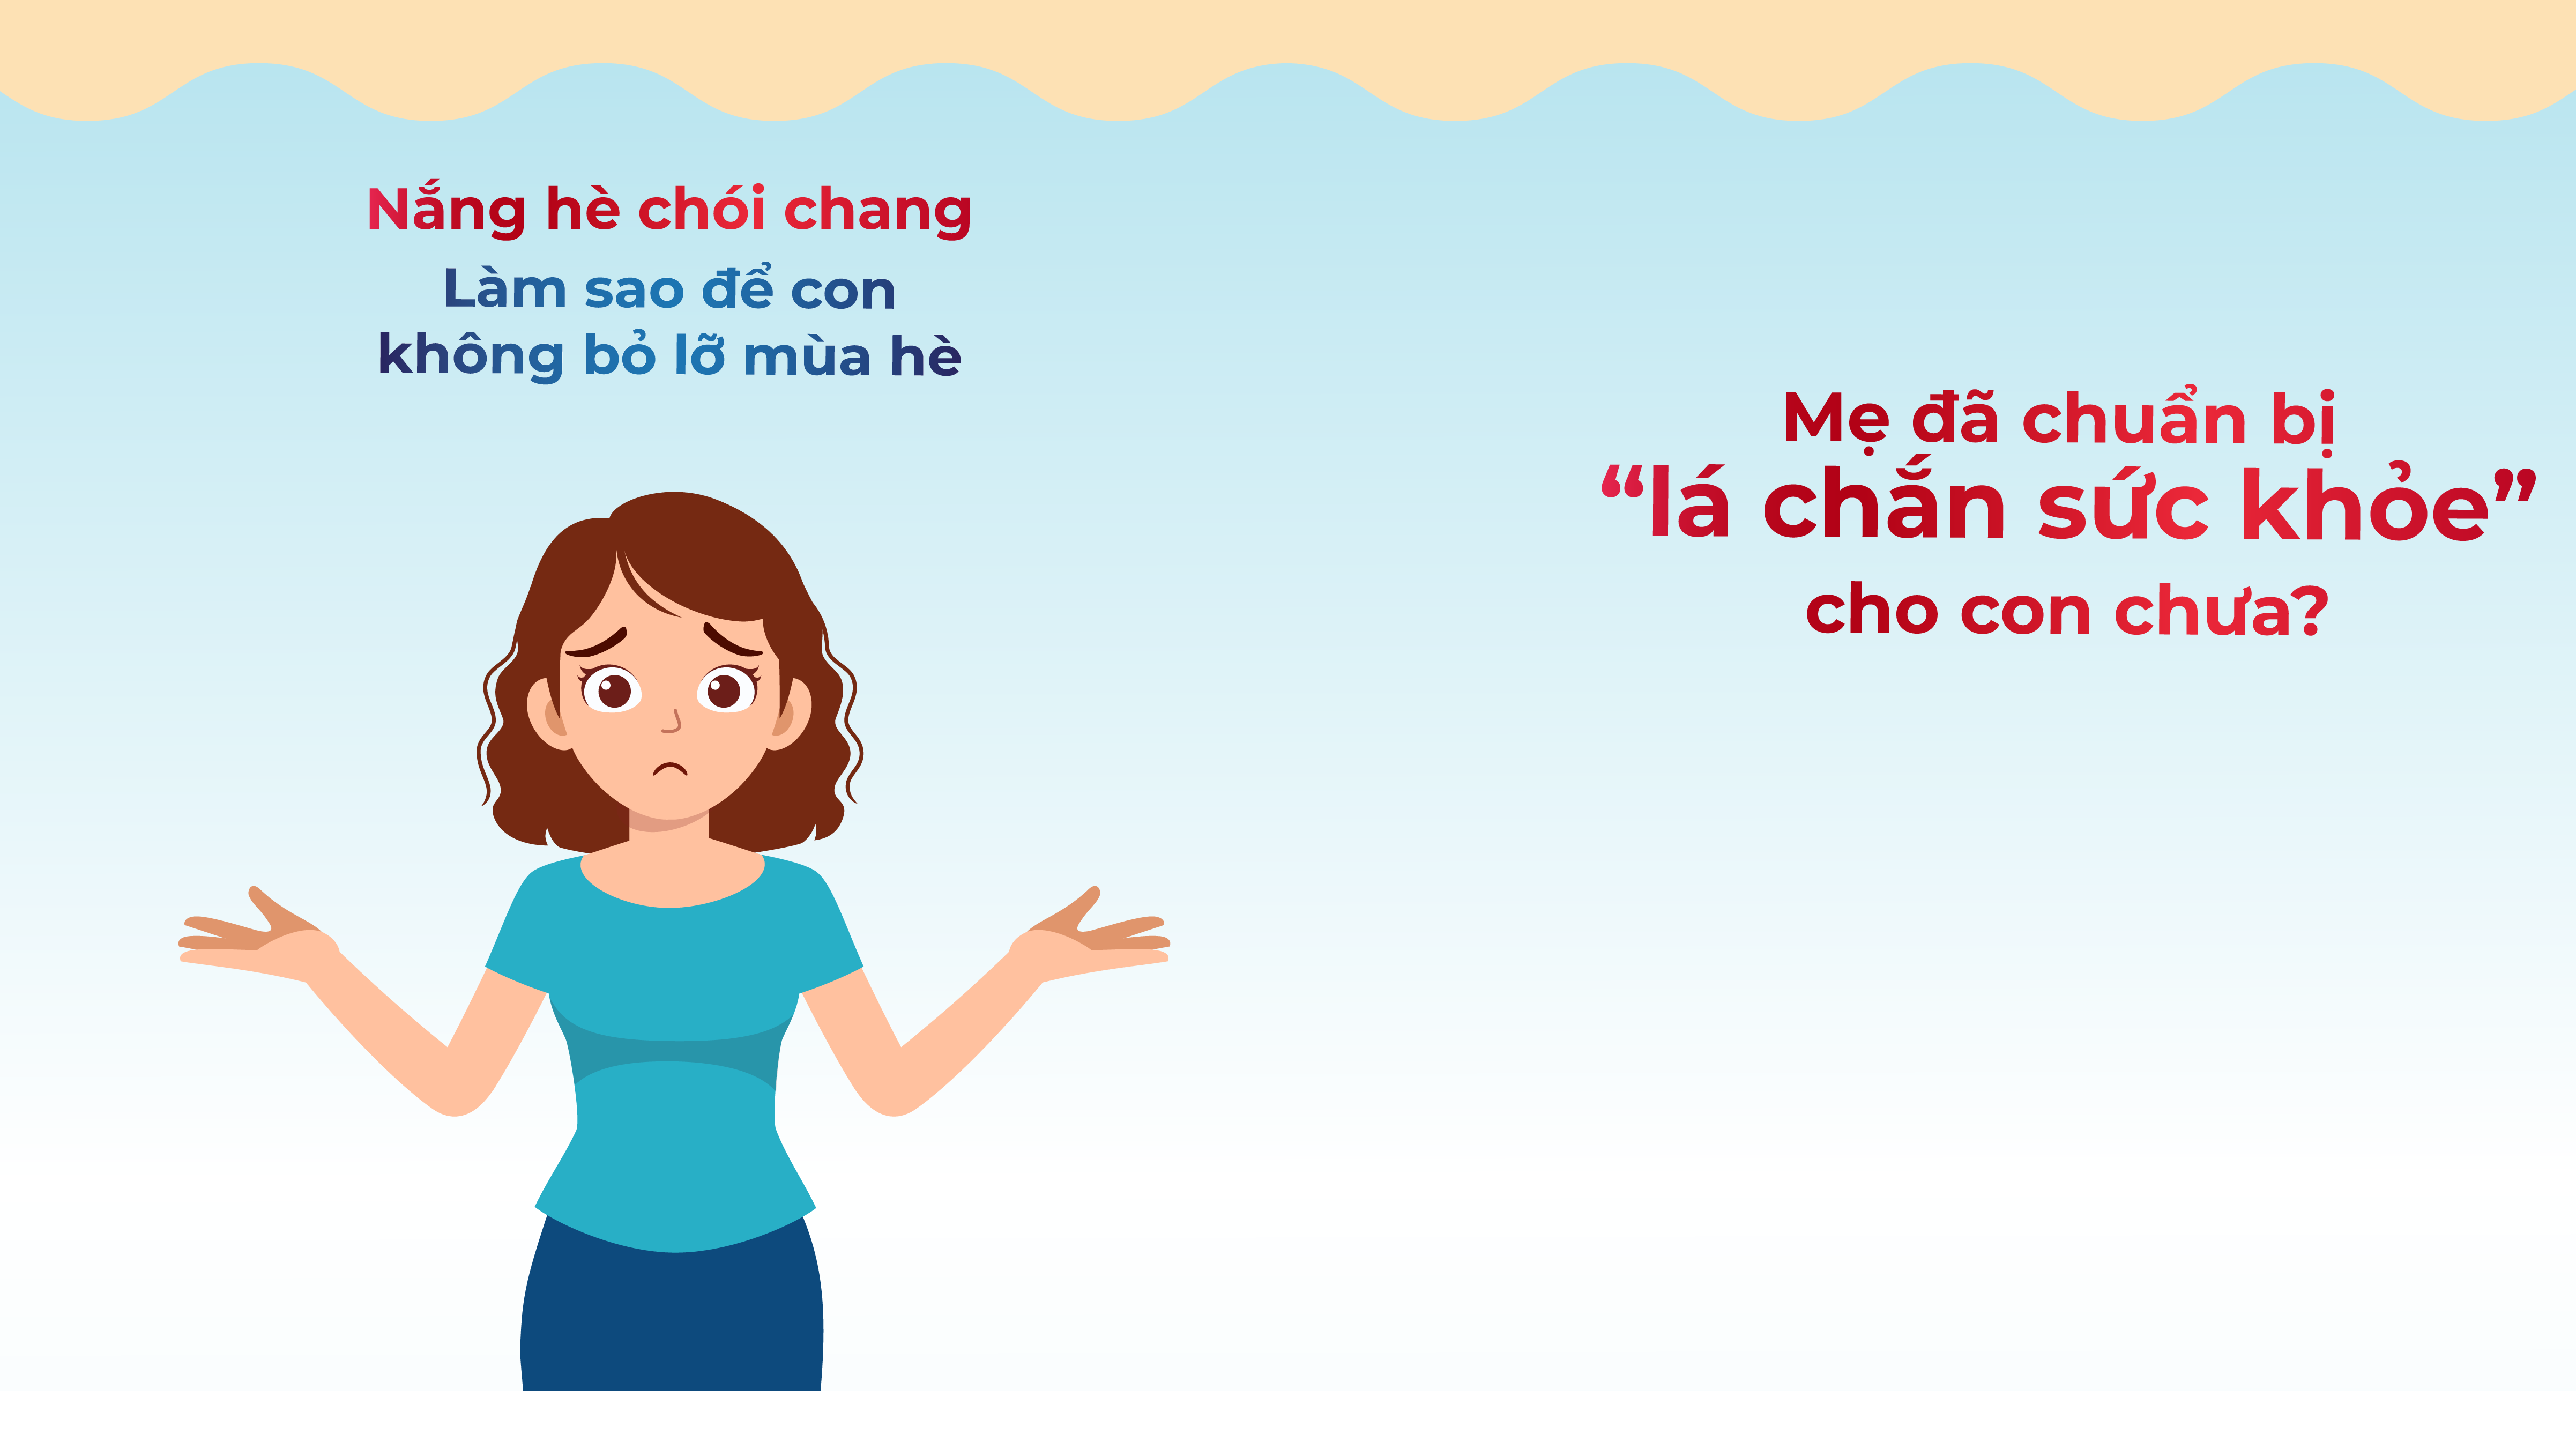 Nắng hè chói chang
Làm sao để con
không bỏ lỡ mùa hè
Mẹ đã chuẩn bị
“lá chắn sức khỏe”
cho con chưa?